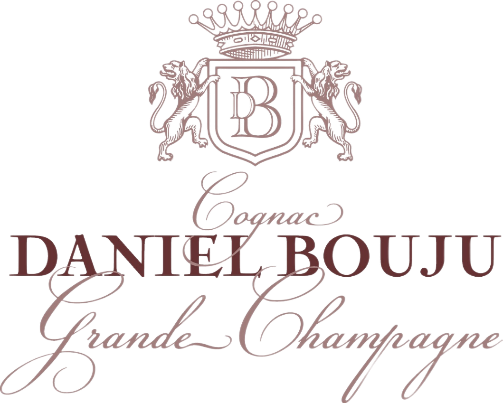 DB
Cognac
DANIEL BOUJU
Grande Champagne